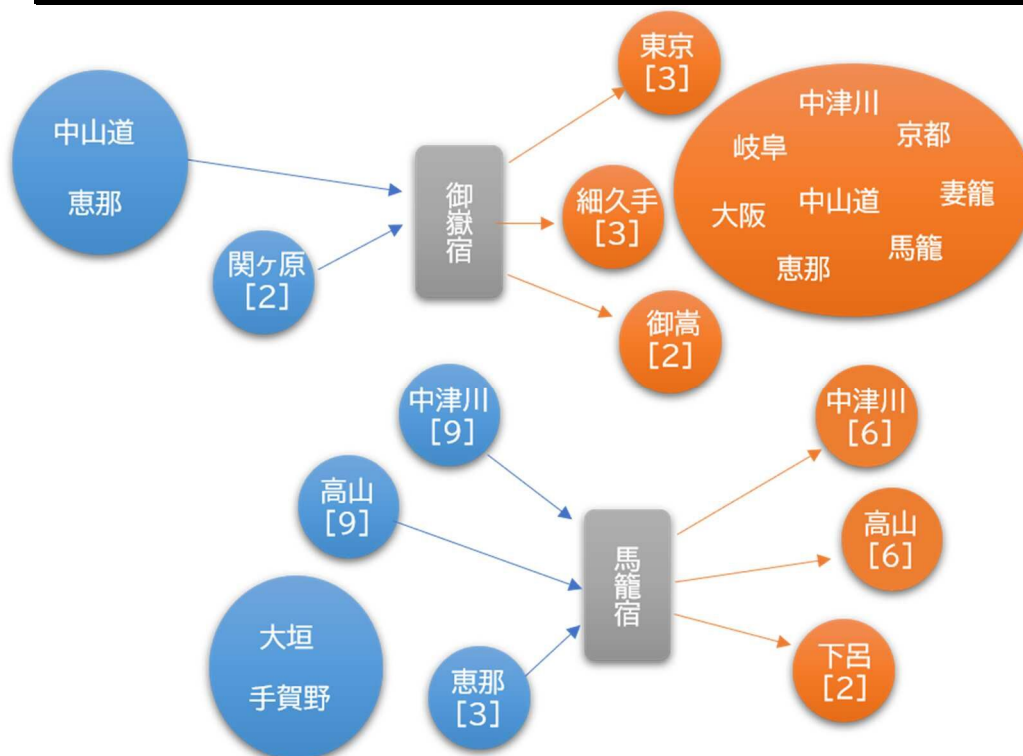 中山道
恵那
関ヶ原
[2]
御嶽宿
東京
[3]
細久手
[3]
御嵩
[2]
中津川
岐阜
京都
大阪
中山道
妻籠
恵那
馬籠
中津川
[9]
高山
[9]
大垣
手賀野
恵那
[3]
馬籠宿
中津川
[6]
高山
[6]
下呂
[2]